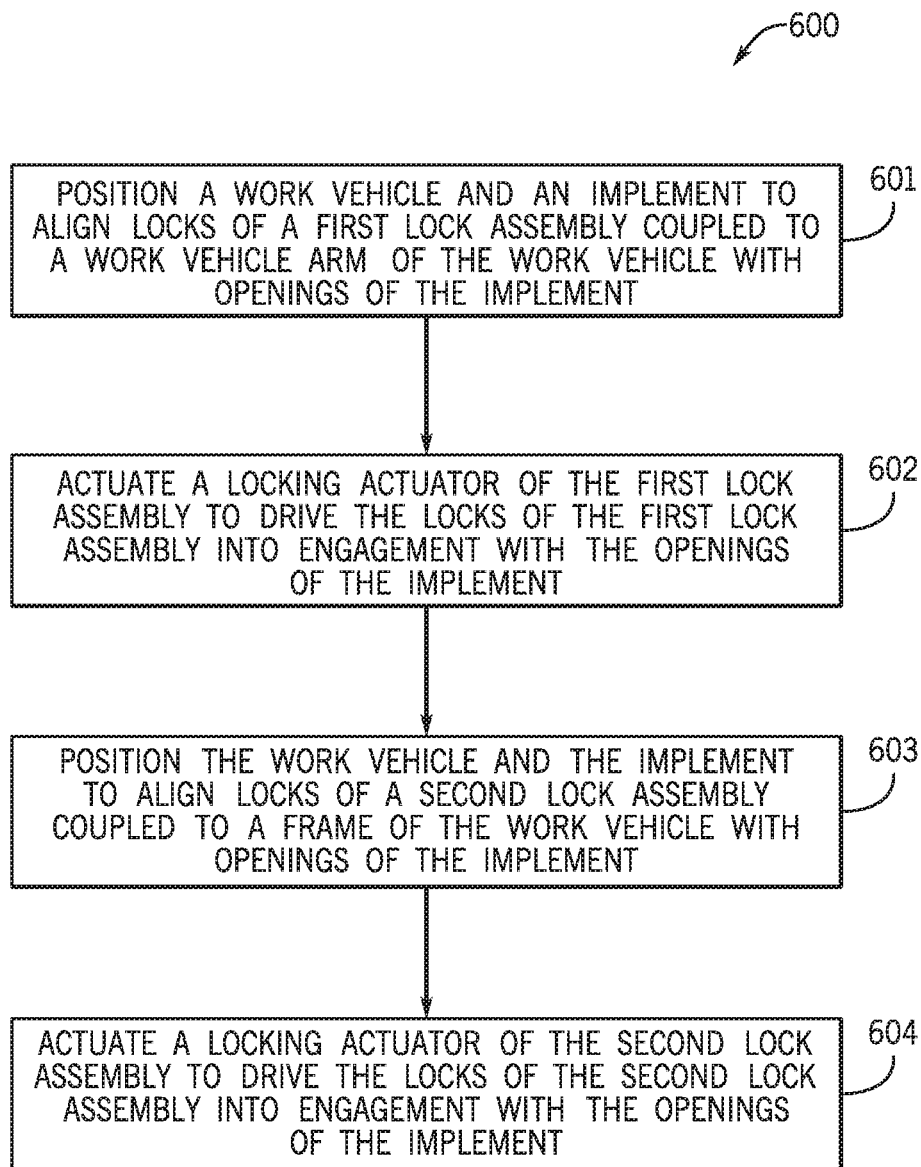 600
POSITION A WORK VEHICLE AND AN IMPLEMENT TO
ALIGN LOCKS OF A FIRST LOCK ASSEMBLY COUPLED TO
A WORK VEHICLE ARM OF THE WORK VEHICLE WITH
OPENINGS OF THE IMPLEMENT
601
ACTUATE A LOCKING ACTUATOR OF THE FIRST LOCK
ASSEMBLY TO DRIVE THE LOCKS OF THE FIRST LOCK
ASSEMBLY INTO ENGAGEMENT WITH THE OPENINGS
OF THE IMPLEMENT
602
POSITION THE WORK VEHICLE AND THE IMPLEMENT
TO ALIGN LOCKS OF A SECOND LOCK ASSEMBLY
COUPLED TO A FRAME OF THE WORK VEHICLE WITH
OPENINGS OF THE IMPLEMENT
603
ACTUATE A LOCKING ACTUATOR OF THE SECOND LOCK
ASSEMBLY TO DRIVE THE LOCKS OF THE SECOND LOCK
ASSEMBLY INTO ENGAGEMENT WITH THE OPENINGS
OF THE IMPLEMENT
604